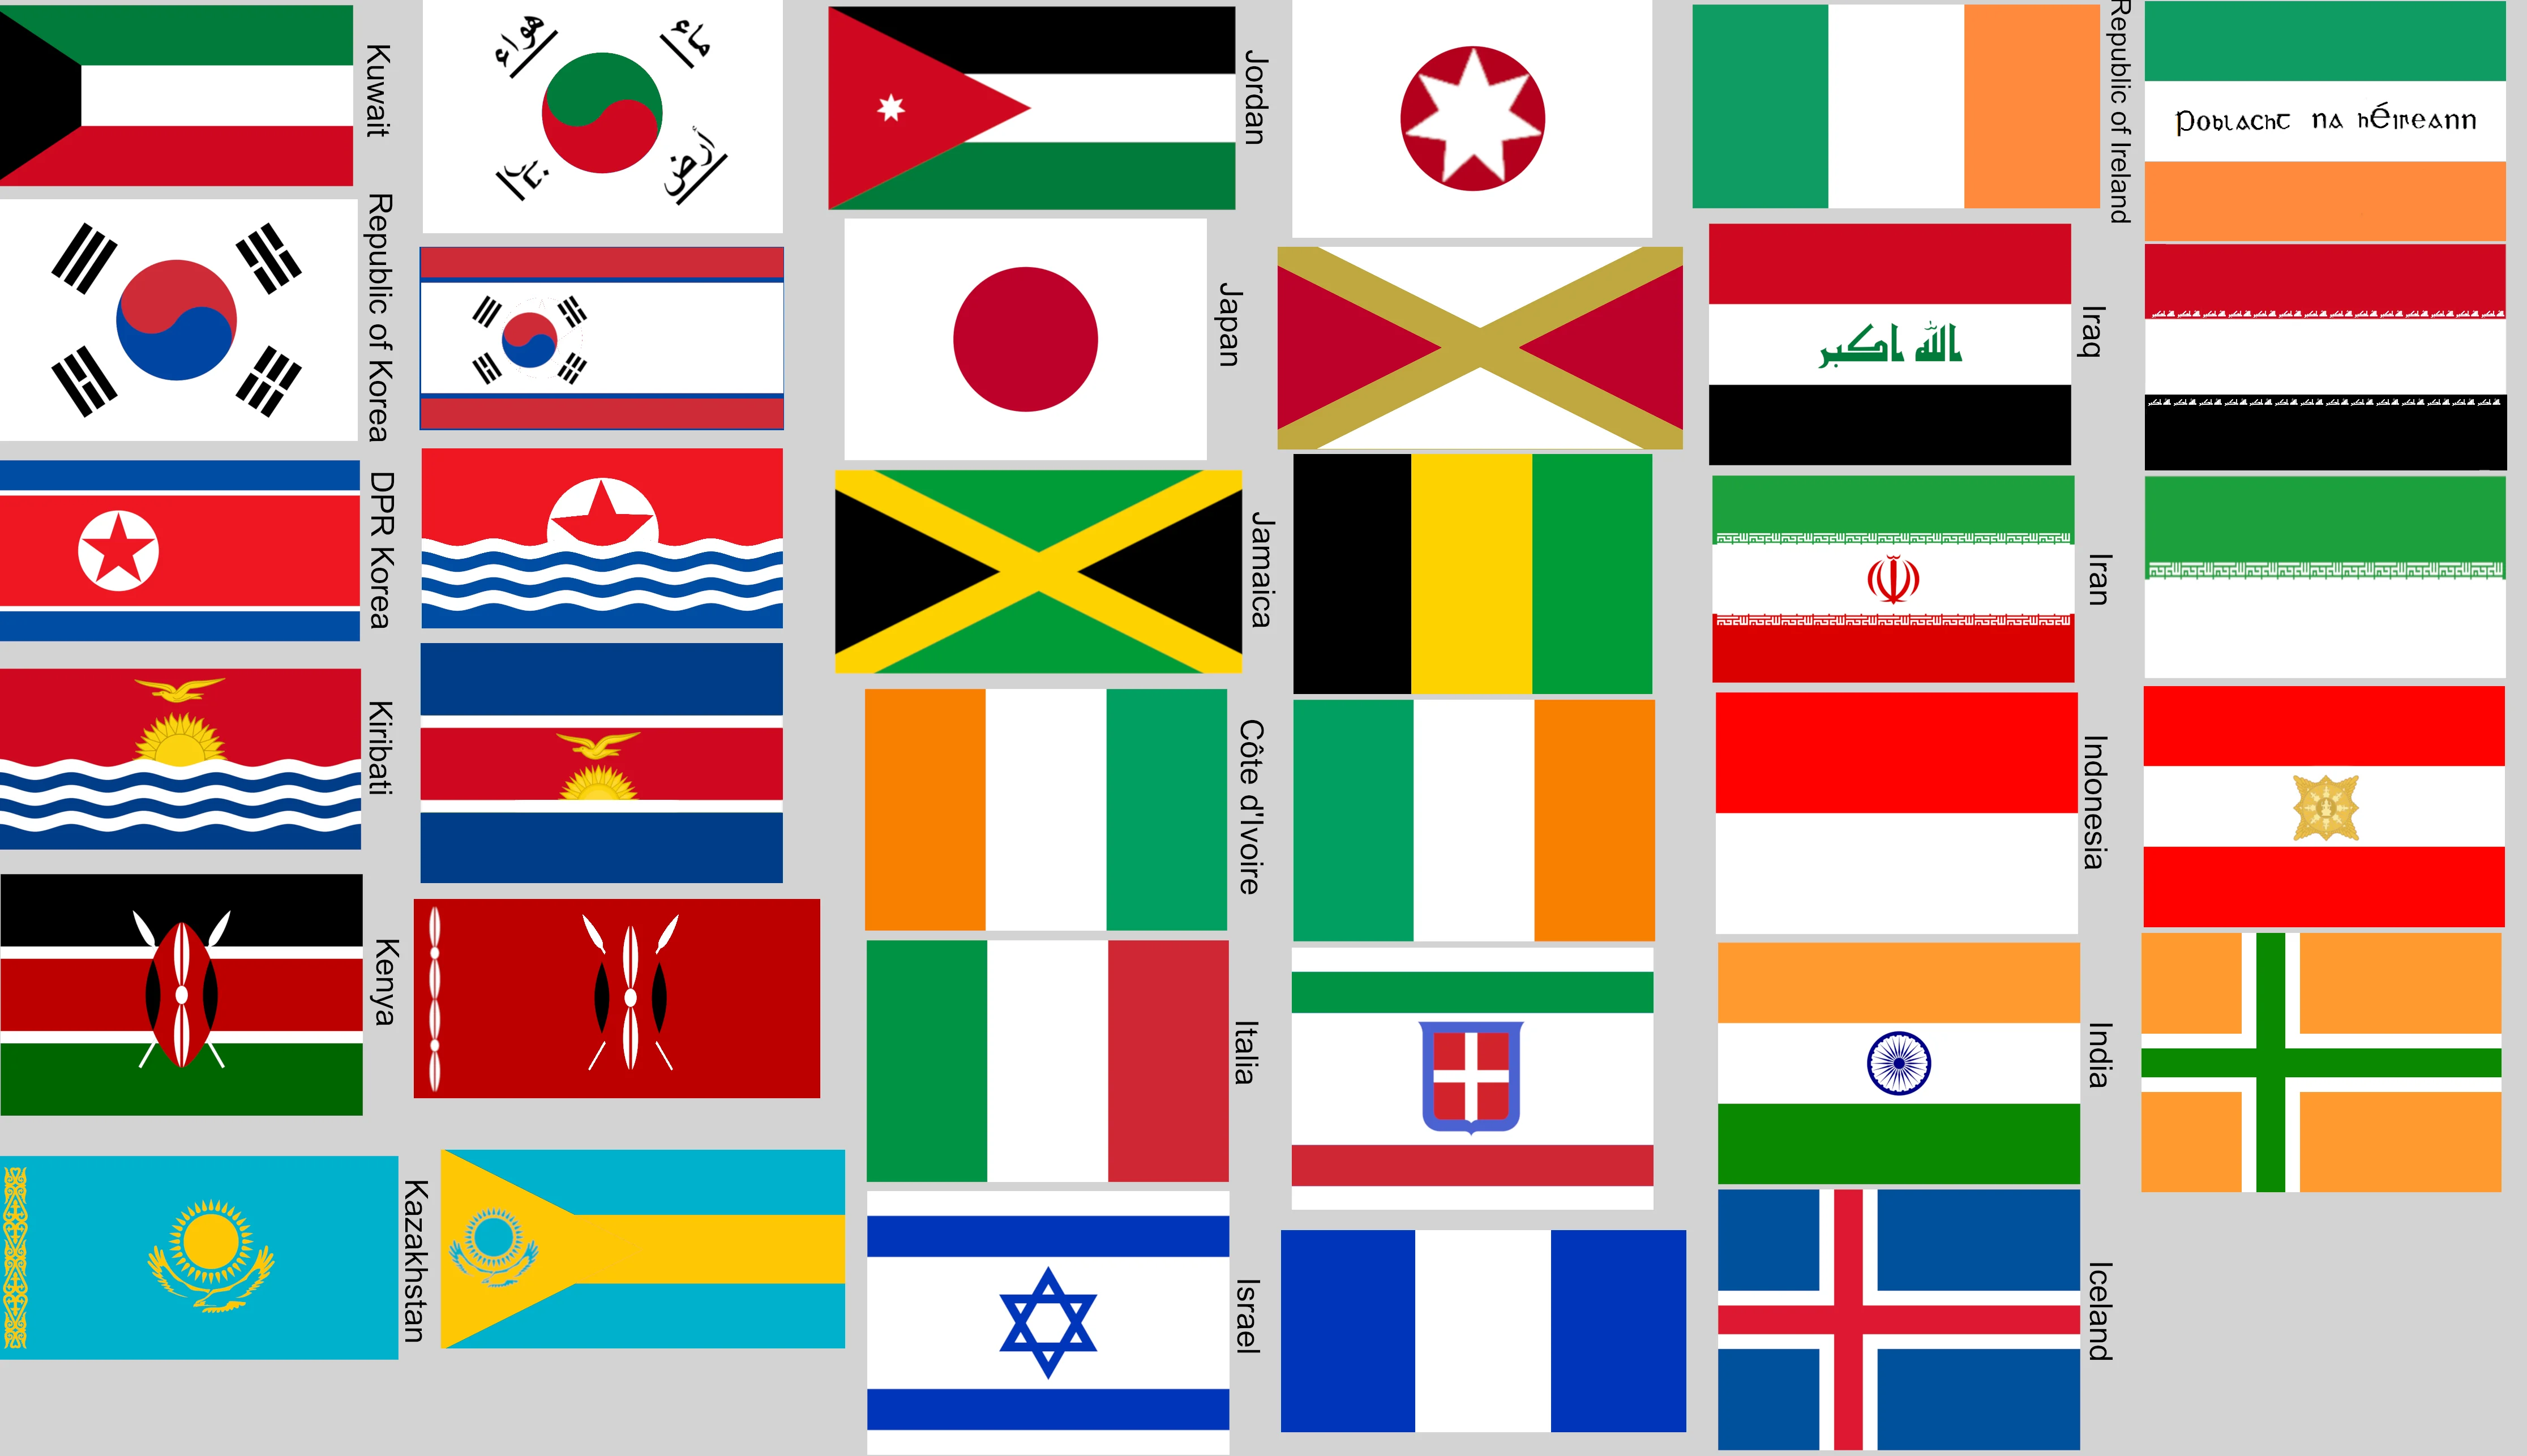 Kuwait
هواء
ماء
نار
أرض
Republic of Korea
DPR Korea
Kiribati
Kenya
Kazakhstan
Jordan
Japan
Jamaica
Côte d'Ivoire
Italia
Israel
Republic of Ireland
Poblacht na hÉireann
Iraq
الله اكبر
Iran
Indonesia
India
Iceland